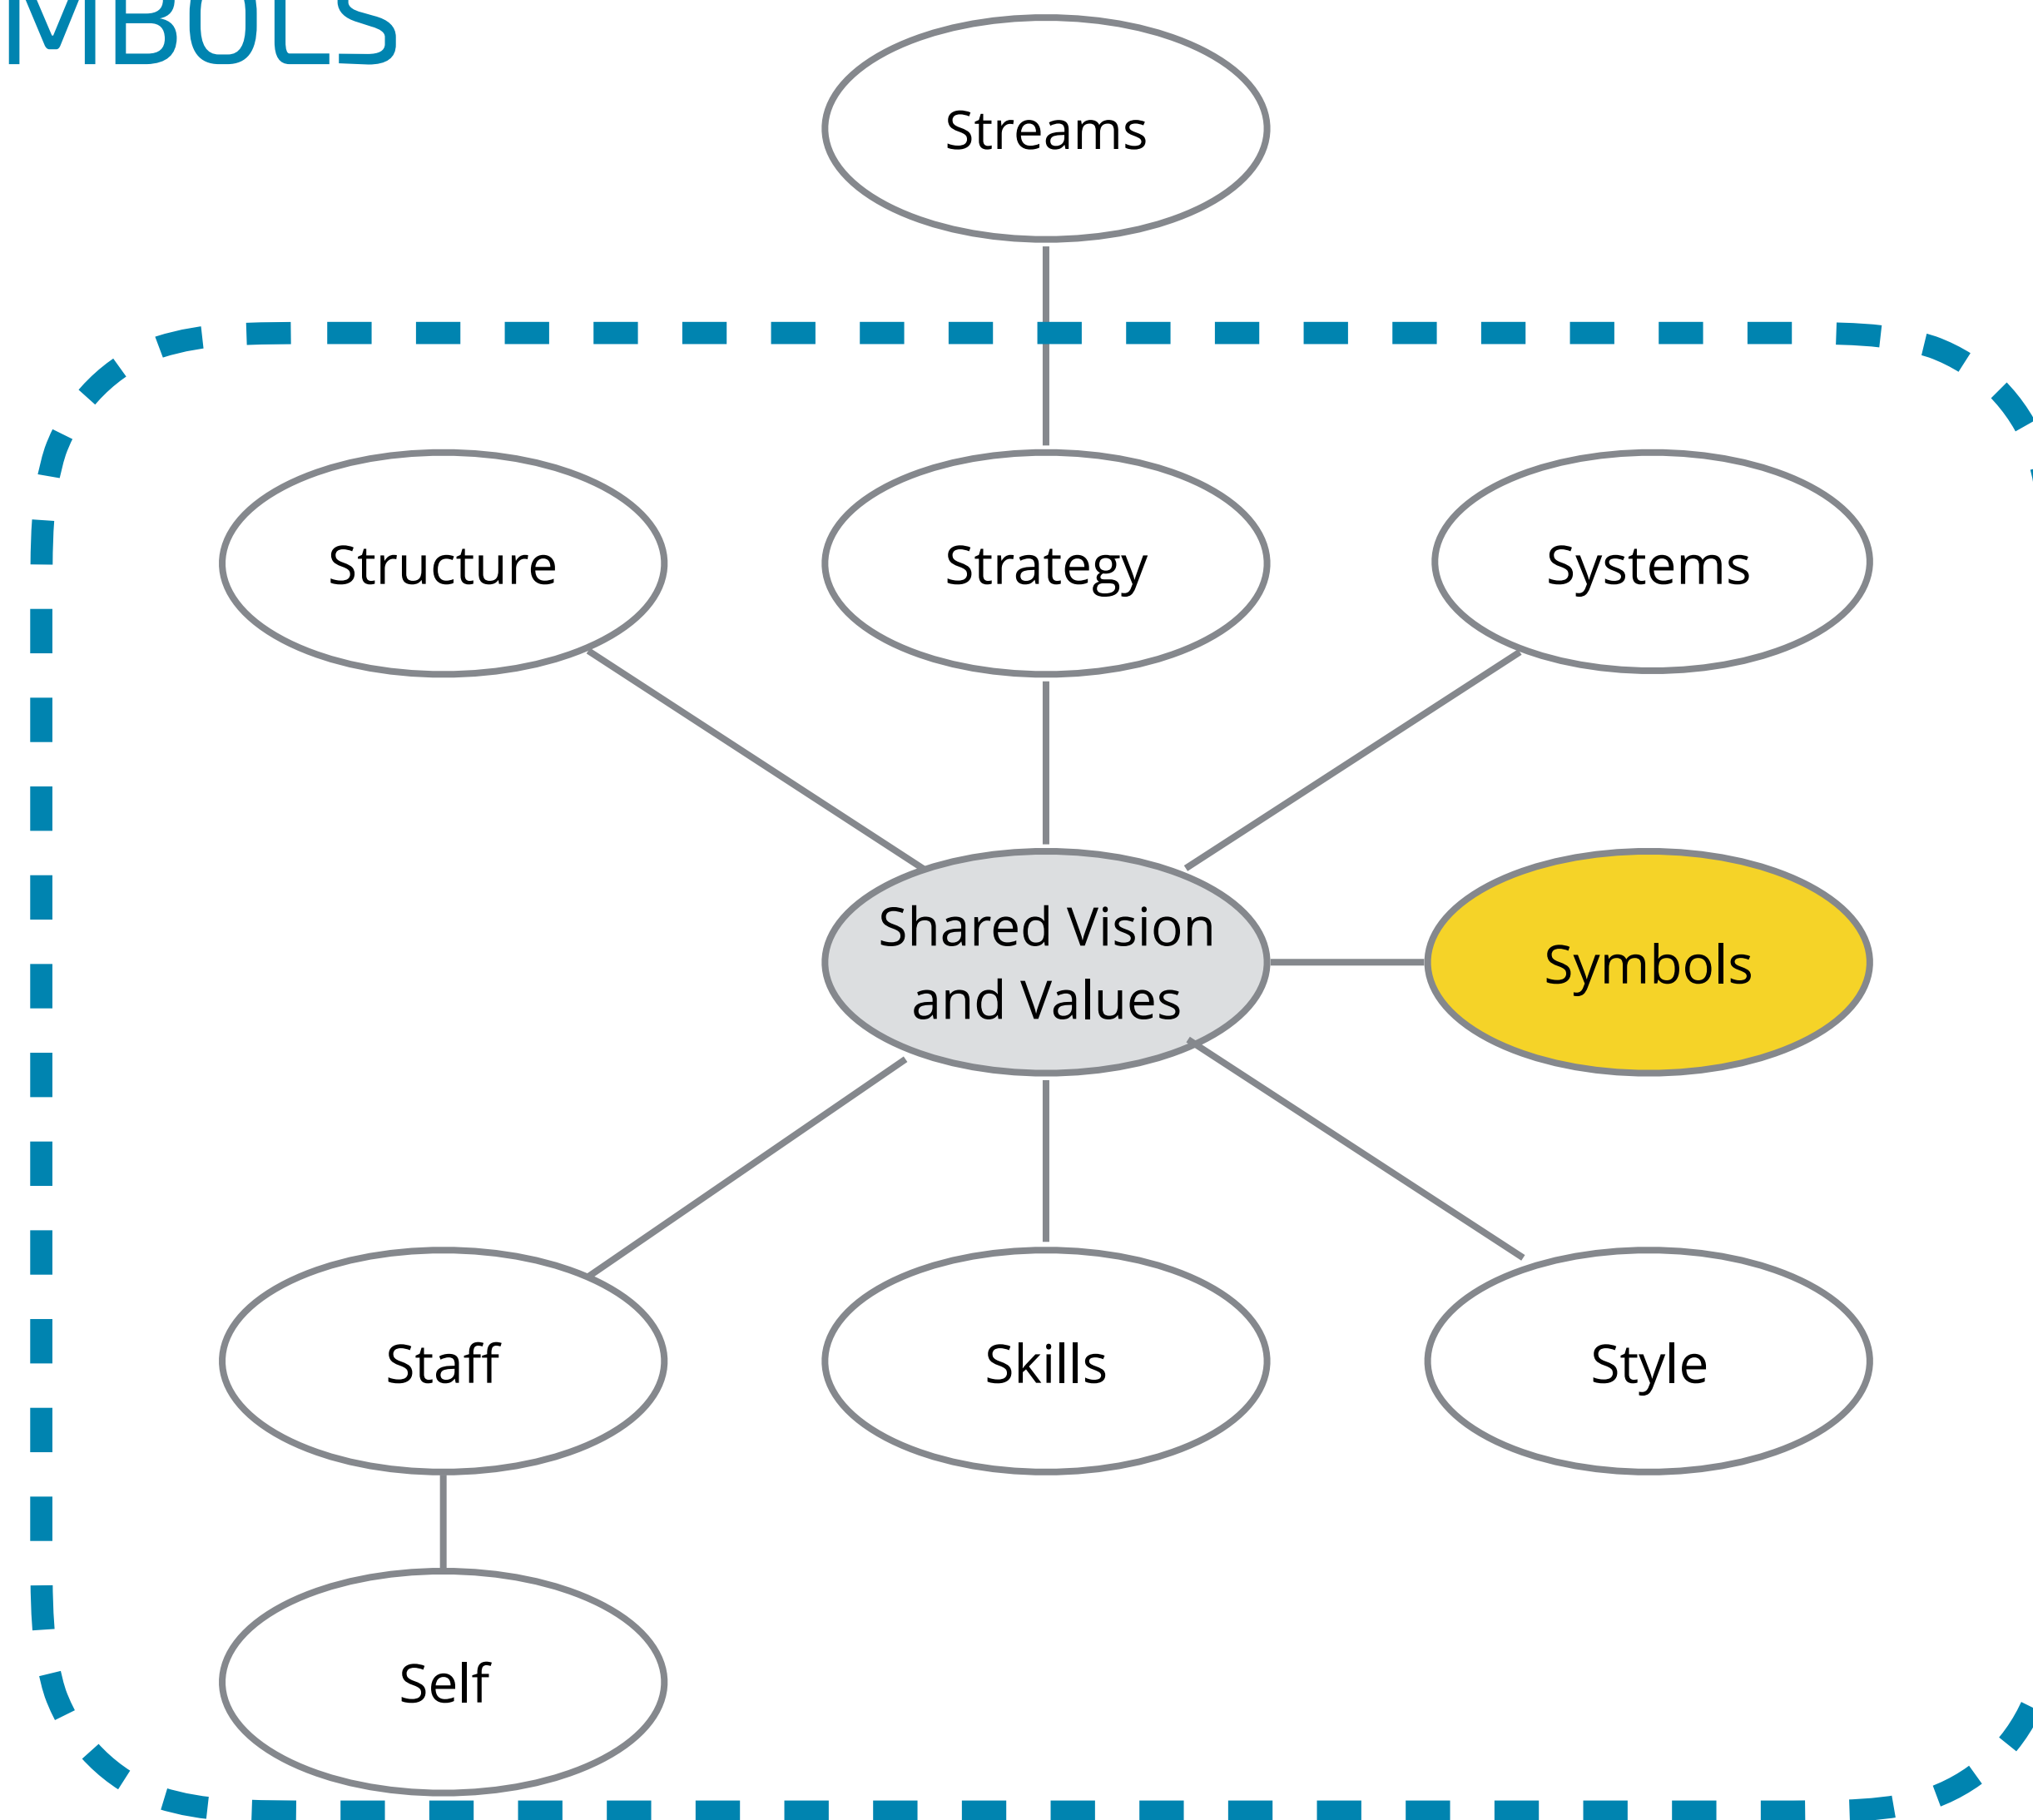 MBOLS
Streams
Structure
Strategy
Systems
Shared Vision
and Values
Symbols
Staff
Skills
Style
Self